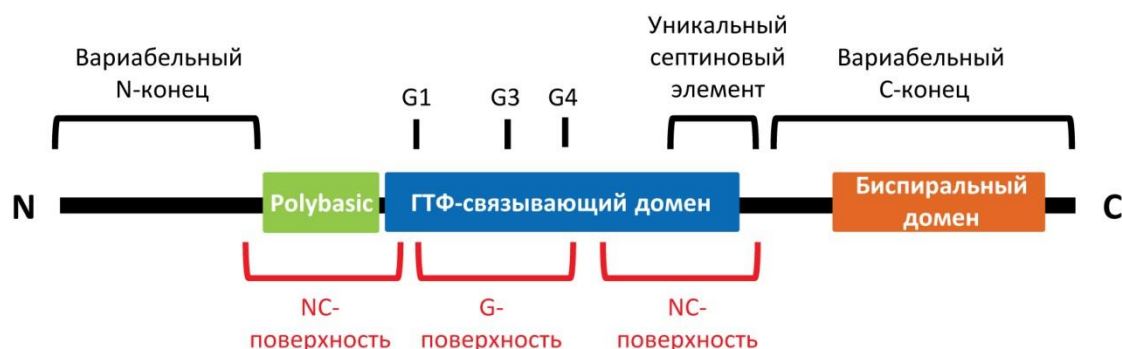 Вариабельный
N-конец
G1
G3
G4
Уникальный
септиновый
элемент
Вариабельный
С-конец
N
Polybasic
ГТФ-связывающий домен
Биспиральный
домен
C
NC-
поверхность
G-
поверхность
NC-
поверхность